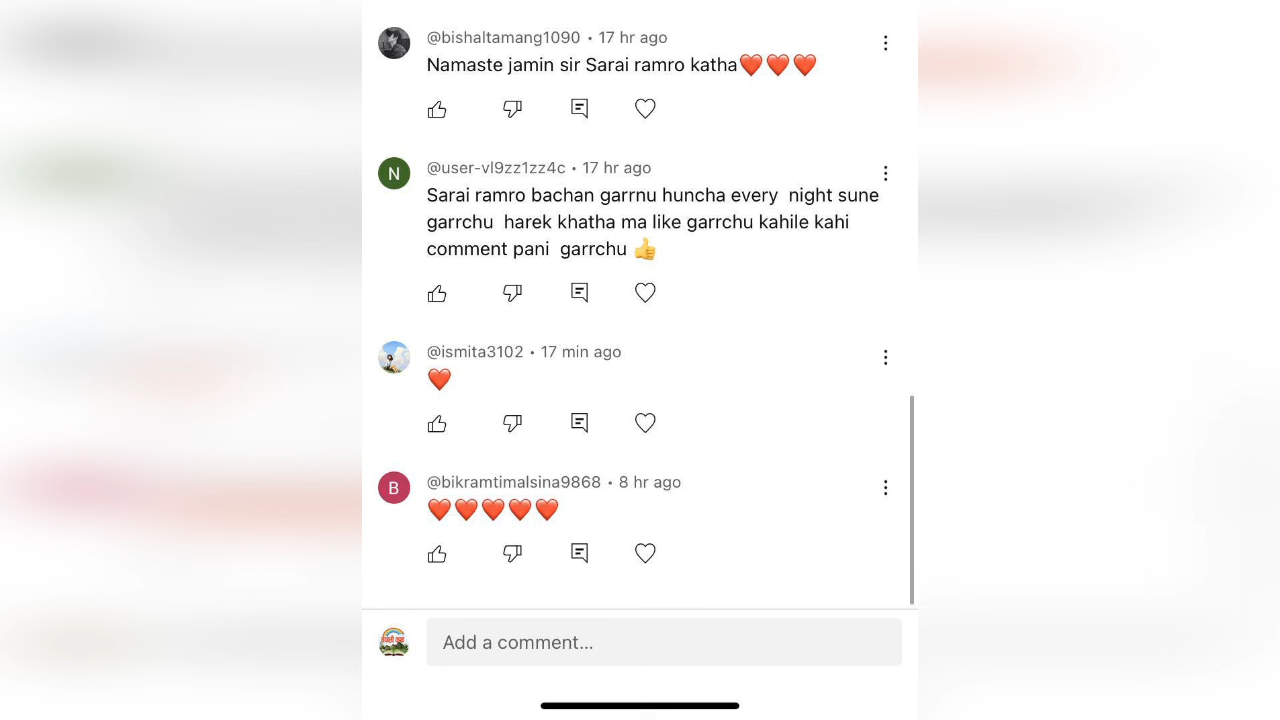 @bishaltamang1090 • 17 hr ago
Namaste jamin sir Sarai ramro katha❤️❤️❤️
N
@user-vl9zz1zz4c • 17 hr ago
Sarai ramro bachan garrnu huncha every  night sune
garrchu  harek khatha ma like garrchu kahile kahi
comment pani  garrchu 👍
@ismita3102 • 17 min ago
❤️
B
@bikramtimalsina9868 • 8 hr ago
❤️❤️❤️❤️❤️
Add a comment...